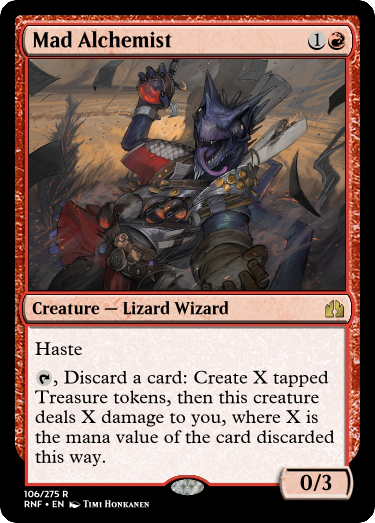 Mad Alchemist 1
Creature — Lizard Wizard
Haste
, Discard a card: Create X tapped
Treasure tokens, then this creature
deals X damage to you, where X is
the mana value of the card discarded
this way.
0/3
106/275 R
RNF • EN Timi Honkanen